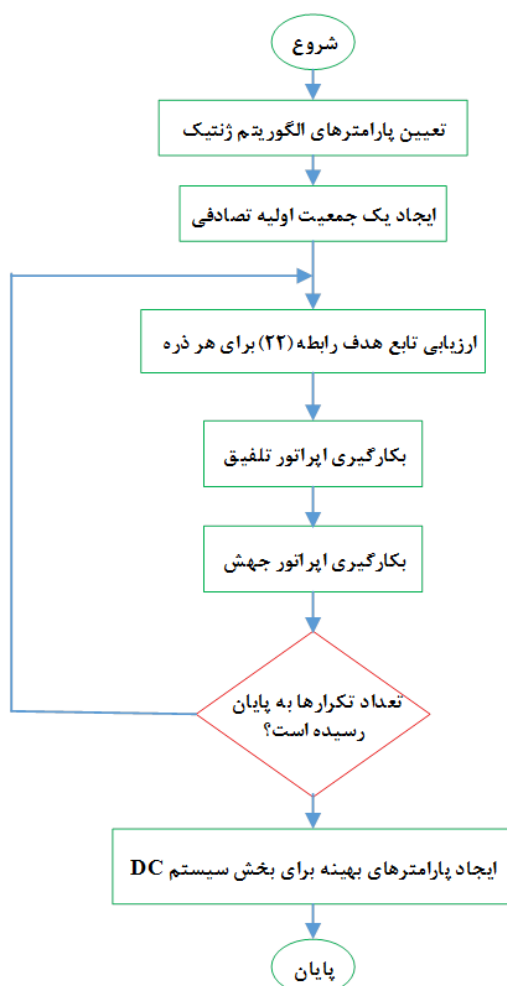 شروع
تعیین پارامترهای الگوریتم ژنتیک
ایجاد یک جمعیت اولیه تصادفی
ارزیابی تابع هدف رابطه (۲۲) برای هر ذره
بکارگیری اپراتور تلفیق
بکارگیری اپراتور جهش
تعداد تکرارها به پایان
رسیده است؟
ایجاد پارامترهای بهینه برای بخش سیستم DC
پایان